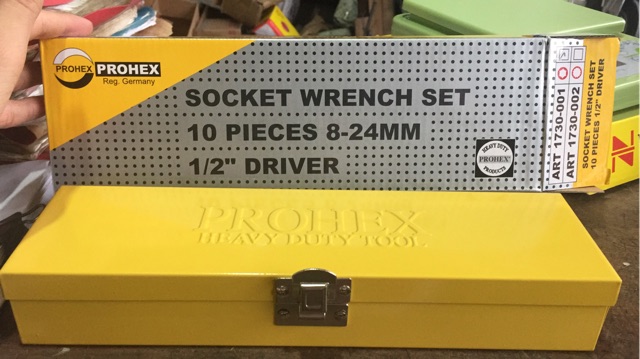 PROHEX PROHEX
Reg. Germany
SOCKET WRENCH SET
10 PIECES 8-24MM
1/2" DRIVER
HEAVY DUTY
PROHEX®
PRODUCTS
ART 1730-001
ART 1730-002
SOCKET WRENCH SET
10 PIECES 1/2" DRIVER
PROHEX
HEAVY DUTY TOOL